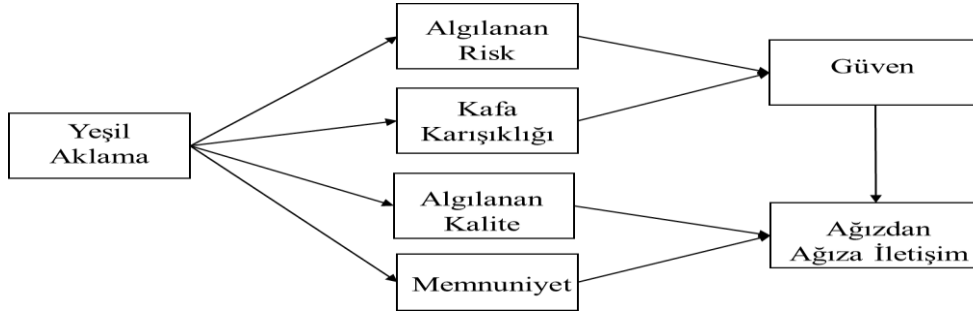 Yeşil
Aklama
Algılanan
Risk
Kafa
Karışıklığı
Algılanan
Kalite
Memnuniyet
Güven
Ağızdan
Ağıza İletişim